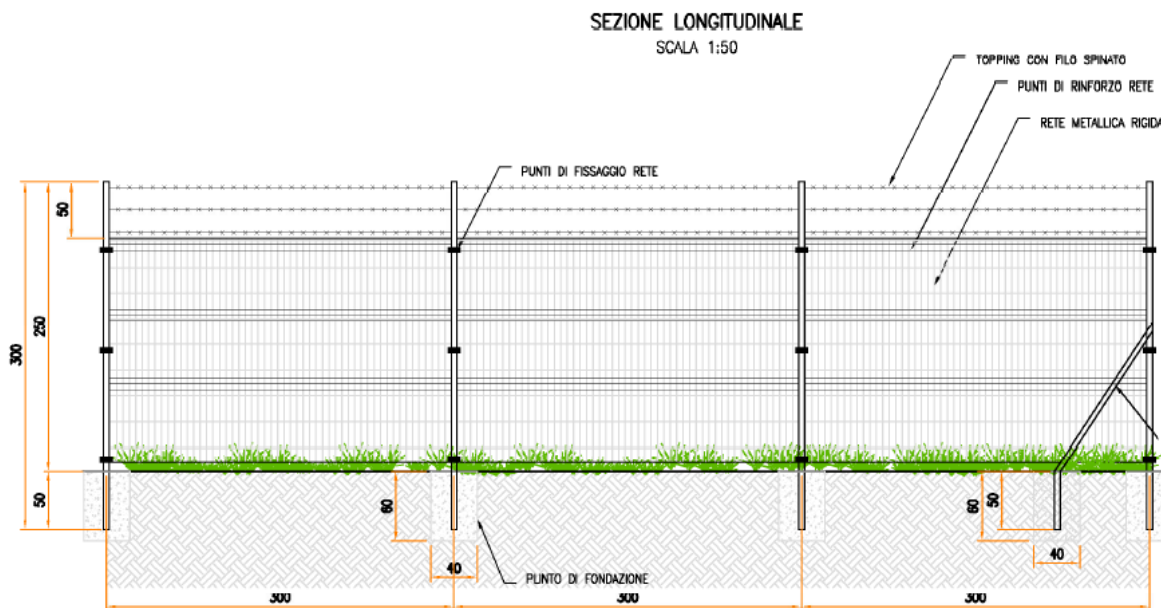 SEZIONE LONGITUDINALE
SCALA 1:50
TOPPING CON FILO SPINATO
PUNTI DI RINFORZO RETE
RETE METALLICA RIGIDA
PUNTI DI FISSAGGIO RETE
50
300
250
50
60
40
60
50
40
PUNTO DI FONDAZIONE
300
300
300